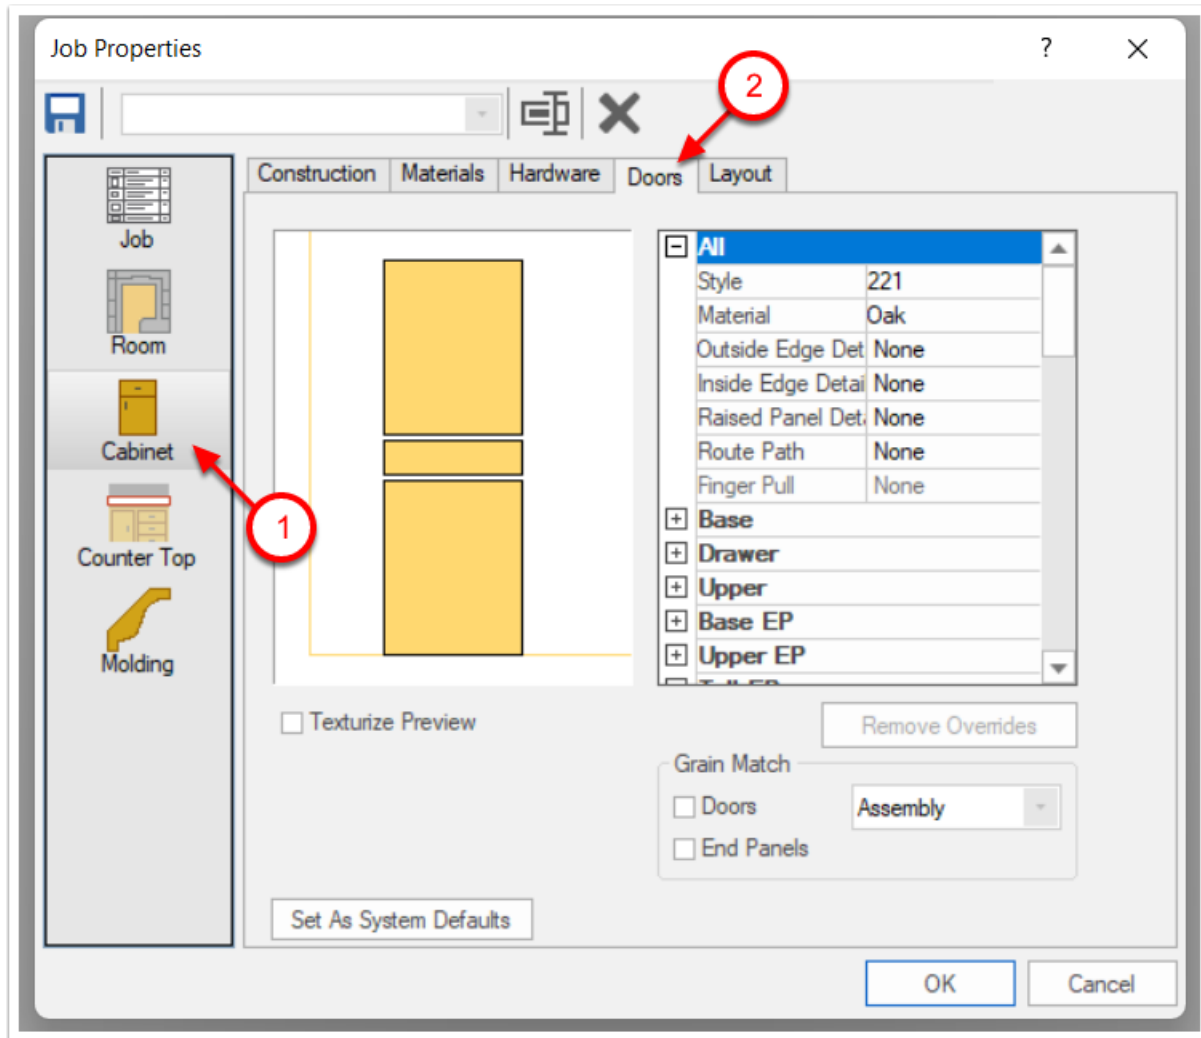 Job Properties
?
2
Construction Materials Hardware Doors Layout
Job
Room
Cabinet
1
Counter Top
Molding
All
Style 221
Material Oak
Outside Edge Det None
Inside Edge Detai None
Raised Panel Det None
Route Path None
Finger Pull None
Base
Drawer
Upper
Base EP
Upper EP
Texturize Preview
Remove Overrides
Grain Match
Doors Assembly
End Panels
Set As System Defaults
OK Cancel